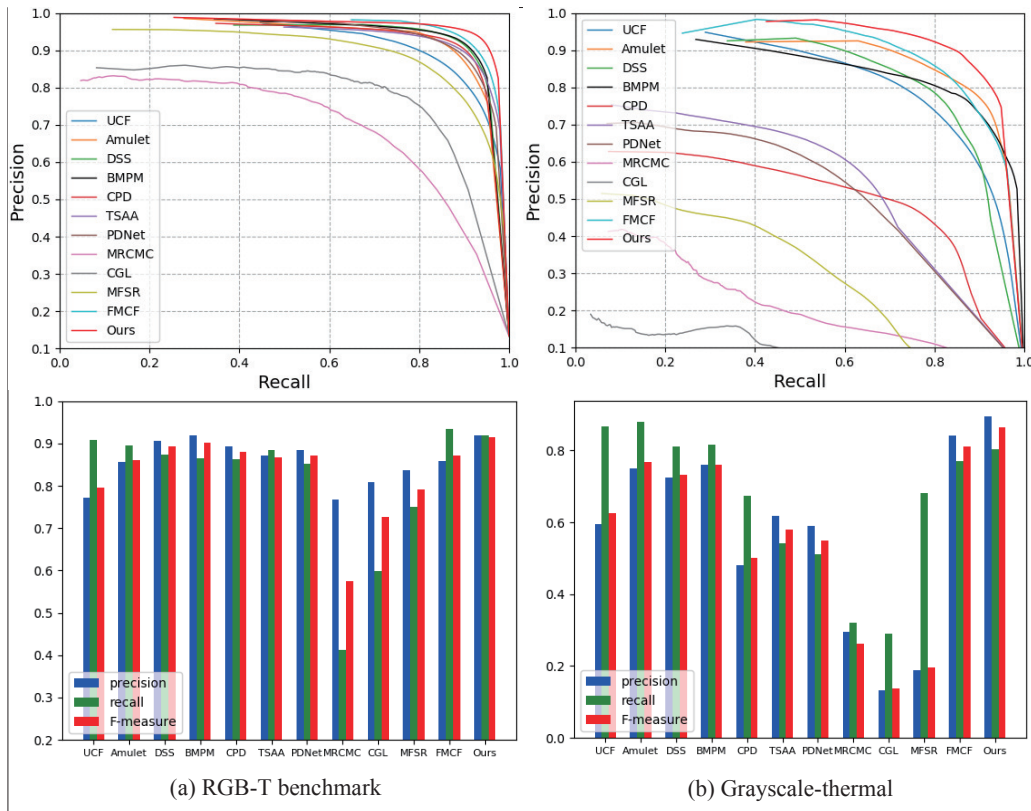 1.0
0.9
0.8
0.7
0.6
0.5
0.4
0.3
0.2
0.1
Precision
UCF
Amulet
DSS
BMPM
CPD
TSAA
PDNet
MRCMC
CGL
MFSR
FMCF
Ours
0.0 0.2 0.4 0.6 0.8 1.0
Recall
1.0
0.9
0.8
0.7
0.6
0.5
0.4
0.3
0.2
0.1
Precision
UCF
Amulet
DSS
BMPM
CPD
TSAA
PDNet
MRCMC
CGL
MFSR
FMCF
Ours
0.0 0.2 0.4 0.6 0.8 1.0
Recall
1.0
0.9
0.8
0.7
0.6
0.5
0.4
0.3
0.2
precision
recall
F-measure
UCF Amulet DSS BMPM CPD TSAA PDNet MRCMC CGL MFSR FMCF Ours
(a) RGB-T benchmark
0.8
0.6
0.4
0.2
0.0
precision
recall
F-measure
UCF Amulet DSS BMPM CPD TSAA PDNet MRCMC CGL MFSR FMCF Ours
(b) Grayscale-thermal